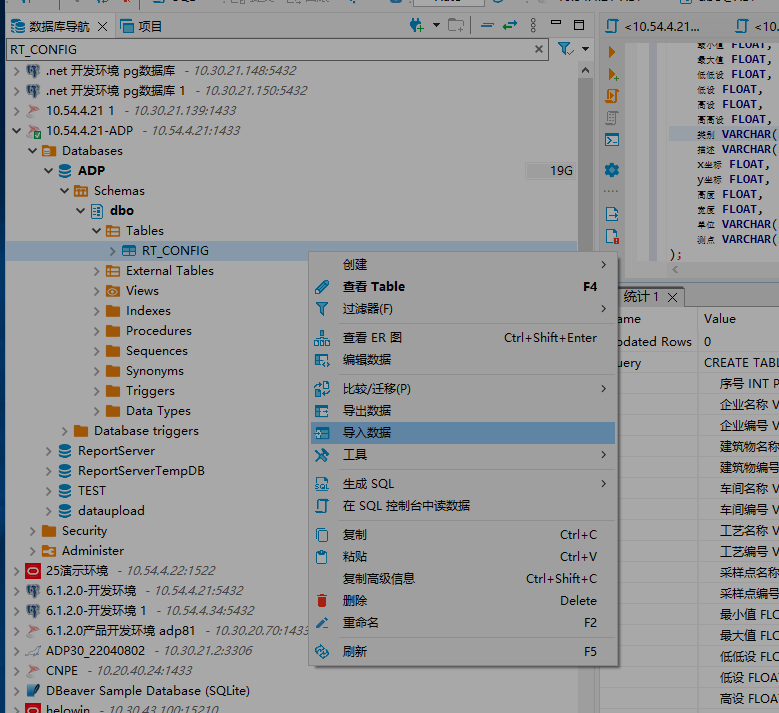 数据库导航
项目
<10.54.4.21...
<10.
RT_CONFIG
.net 开发环境 pg数据库 - 10.30.21.148:5432
.net 开发环境 pg数据库 1 - 10.30.21.150:5432
10.54.4.21 1 - 10.30.21.139:1433
10.54.4.21-ADP - 10.54.4.21:1433
Databases
ADP
19G
Schemas
dbo
Tables
RT_CONFIG
External Tables
Views
Indexes
Procedures
Sequences
Synonyms
Triggers
Data Types
Database triggers
ReportServer
ReportServerTempDB
TEST
dataupload
Security
Administer
25演示环境 - 10.54.4.22:1522
6.1.2.0-开发环境 - 10.54.4.21:5432
6.1.2.0-开发环境 1 - 10.54.4.34:5432
6.1.2.0产品开发环境 adp81 - 10.30.20.70:1433
ADP30_22040802 - 10.30.21.2:3306
CNPE - 10.20.40.24:1433
DBeaver Sample Database (SQLite)
helowin - 10.30.43.100:15210
创建
查看 Table F4
过滤器(F)
查看 ER 图 Ctrl+Shift+Enter
编辑数据
比较/迁移(P)
导出数据
导入数据
工具
生成 SQL
在 SQL 控制台中读数据
复制 Ctrl+C
粘贴 Ctrl+V
复制高级信息 Ctrl+Shift+C
删除 Delete
重命名 F2
刷新 F5
最小值 FLOAT,
最大值 FLOAT,
低低设 FLOAT,
低设 FLOAT,
高设 FLOAT,
高高设 FLOAT,
类别 VARCHAR(
描述 VARCHAR(
x坐标 FLOAT,
y坐标 FLOAT,
高度 FLOAT,
宽度 FLOAT,
单位 VARCHAR(
测点 VARCHAR(
);
统计 1
ame Value
odated Rows 0
uery CREATE TABL
序号 INT P
企业名称 V
企业编号 V
建筑物名称
建筑物编号
车间名称 V
车间编号 V
工艺名称 V
工艺编号 V
采样点名称
采样点编号
最小值 FLO
最大值 FLO
低低设 FLO
低设 FLOA
高设 FLOA